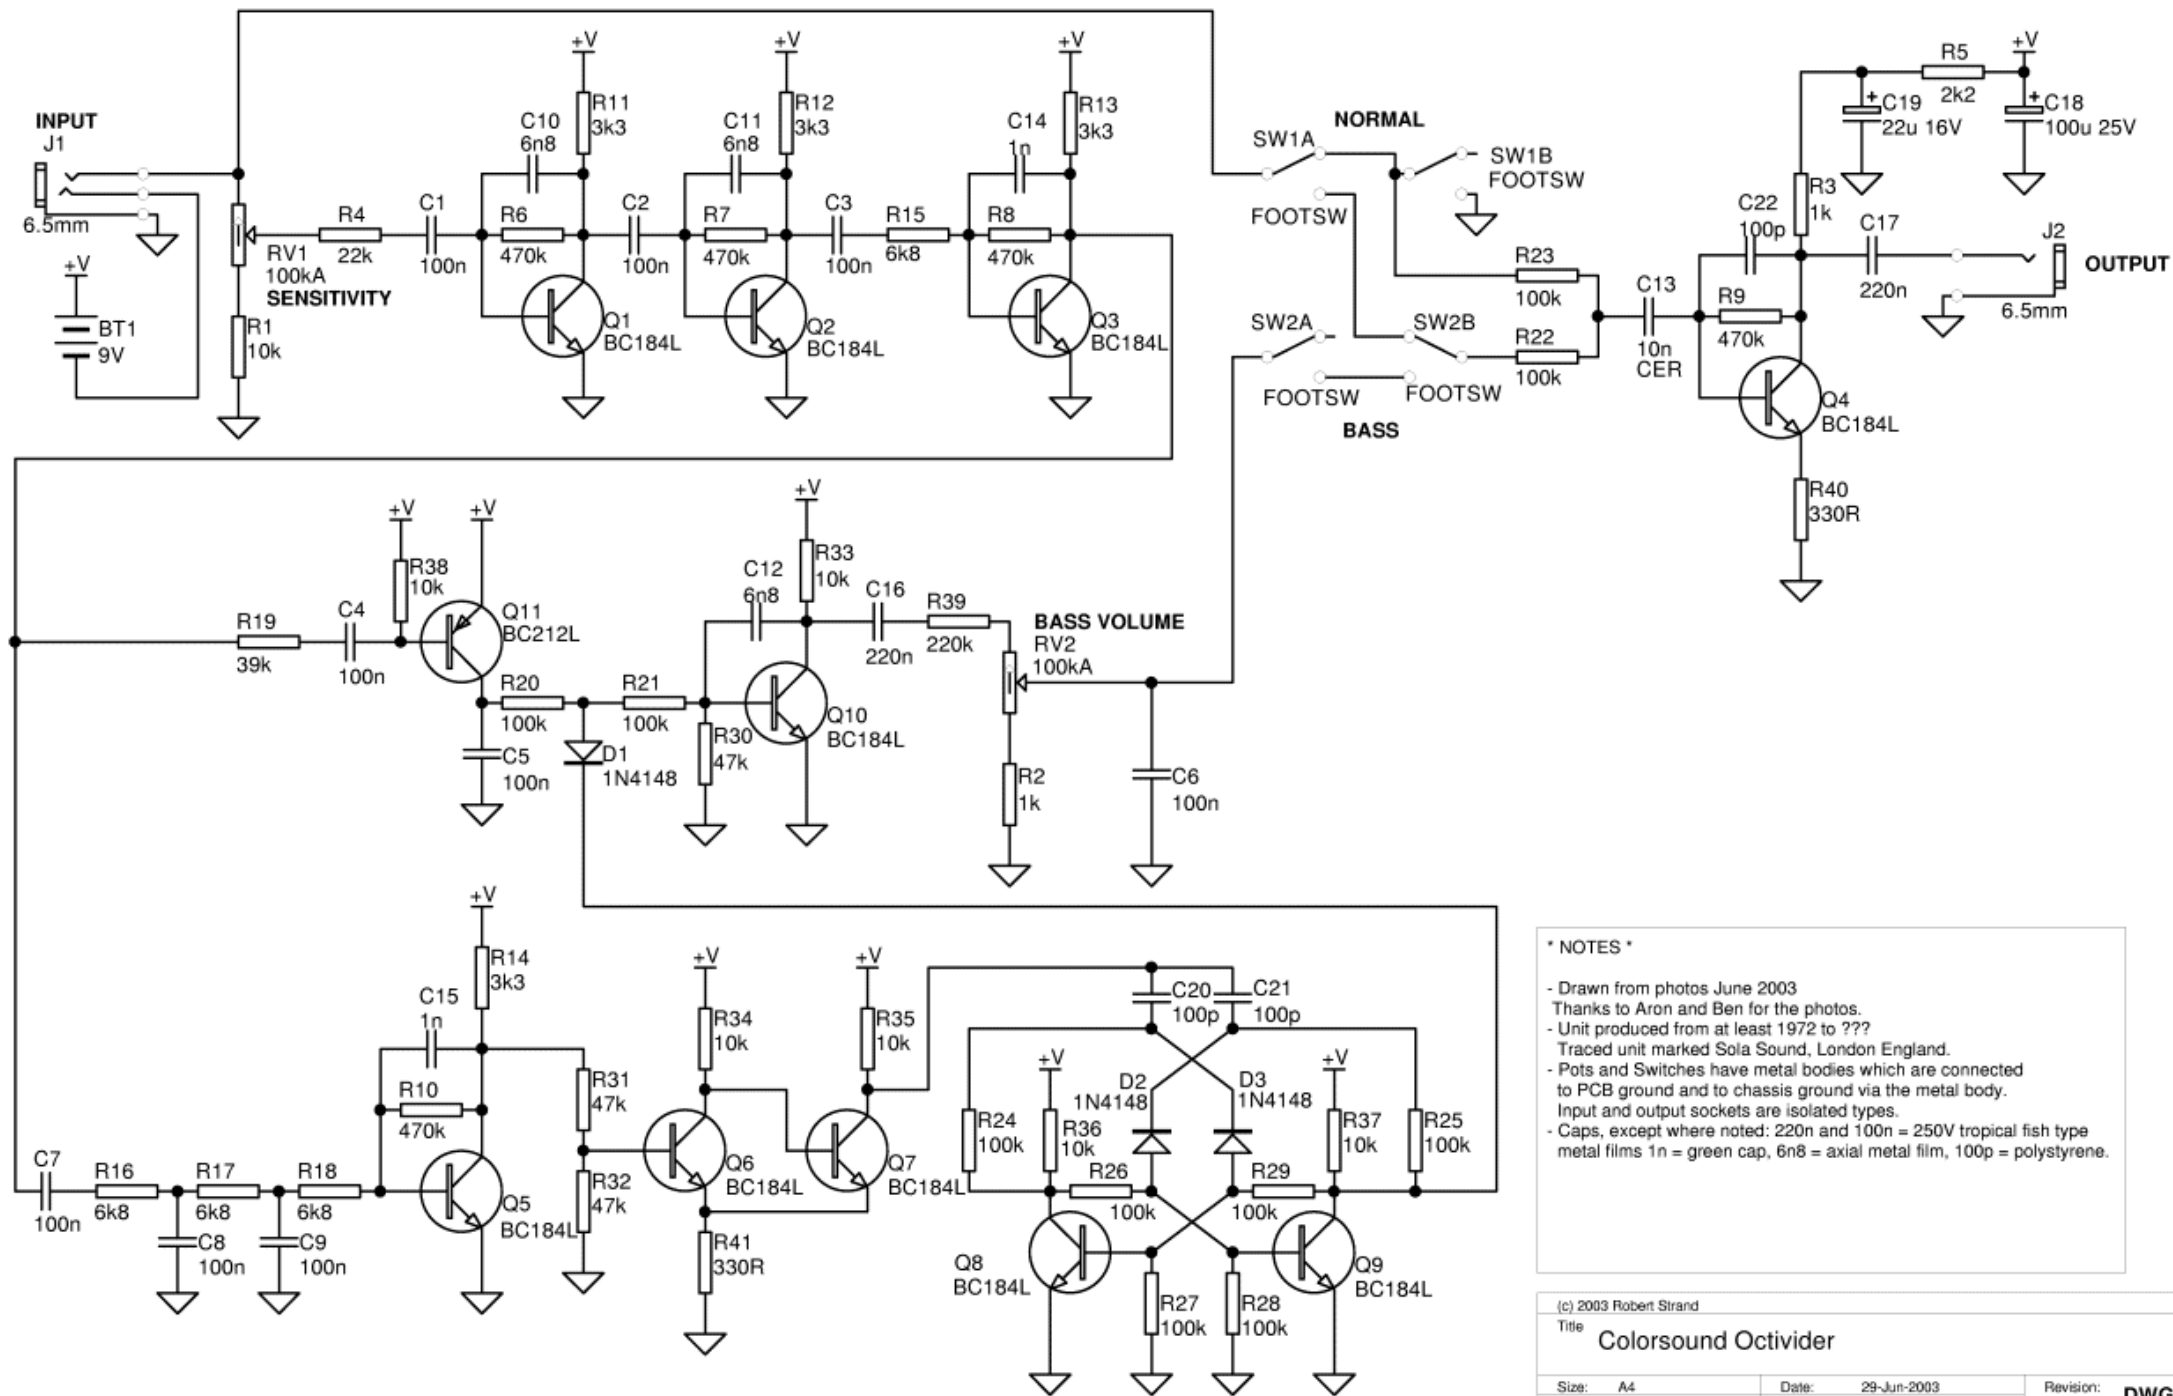 INPUT
J1
6.5mm
+V
BT1
9V
RV1
100kA
SENSITIVITY
R1
10k
R4
22k
C1
100n
C10
6n8
R6
470k
+V
R11
3k3
Q1
BC184L
C2
100n
C11
6n8
R7
470k
+V
R12
3k3
Q2
BC184L
C3
100n
R15
6k8
C14
1n
R8
470k
+V
R13
3k3
Q3
BC184L
NORMAL
SW1A
FOOTSW
SW1B
FOOTSW
SW2A
FOOTSW
SW2B
FOOTSW
BASS
R23
100k
R22
100k
C13
10n
CER
R9
470k
C22
100p
R3
1k
C19
22u 16V
R5
2k2
+V
C18
100u 25V
C17
220n
J2
6.5mm
OUTPUT
Q4
BC184L
R40
330R
R19
39k
C4
100n
+V
R38
10k
+V
Q11
BC212L
R20
100k
C5
100n
D1
1N4148
R21
100k
R30
47k
C12
6n8
+V
R33
10k
Q10
BC184L
C16
220n
R39
220k
BASS VOLUME
RV2
100kA
R2
1k
C6
100n
C7
100n
R16
6k8
C8
100n
R17
6k8
C9
100n
R18
6k8
C15
1n
R10
470k
+V
R14
3k3
Q5
BC184L
R31
47k
R32
47k
+V
R34
10k
Q6
BC184L
R41
330R
+V
R35
10k
Q7
BC184L
C20
100p
C21
100p
R24
100k
+V
R36
10k
D2
1N4148
D3
1N4148
+V
R37
10k
R25
100k
R26
100k
R29
100k
Q8
BC184L
R27
100k
R28
100k
Q9
BC184L
* NOTES *
- Drawn from photos June 2003
Thanks to Aron and Ben for the photos.
- Unit produced from at least 1972 to ???
Traced unit marked Sola Sound, London England.
- Pots and Switches have metal bodies which are connected
to PCB ground and to chassis ground via the metal body.
Input and output sockets are isolated types.
- Caps, except where noted: 220n and 100n = 250V tropical fish type
metal films 1n = green cap, 6n8 = axial metal film, 100p = polystyrene.
(c) 2003 Robert Strand
Title Colorsound Octivider
Size: A4 Date: 29-Jun-2003 Revision: DWG